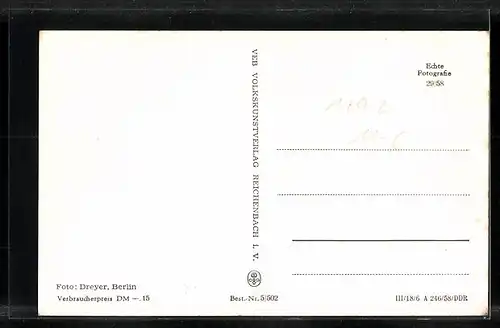 Echte
Fotografie
29/58
VEB VOLKSKUNSTVERLAG REICHENBACH I. V.
Foto: Dreyer, Berlin
Verbraucherpreis DM —.15
Best.-Nr. 5/502
III/18/6 A 246/58/DDR